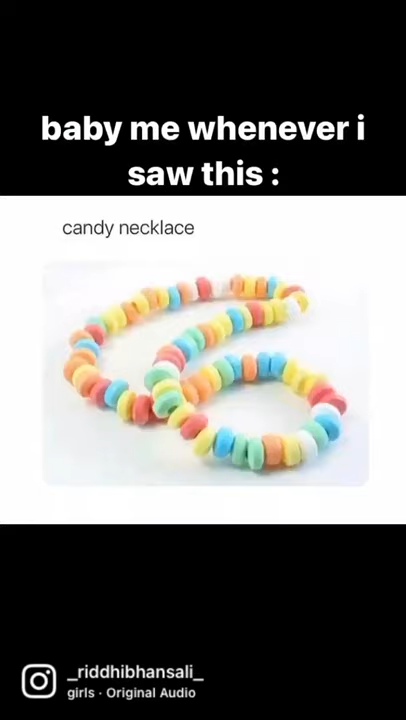 baby me whenever i
saw this :
candy necklace
_riddhibhansali_
girls · Original Audio